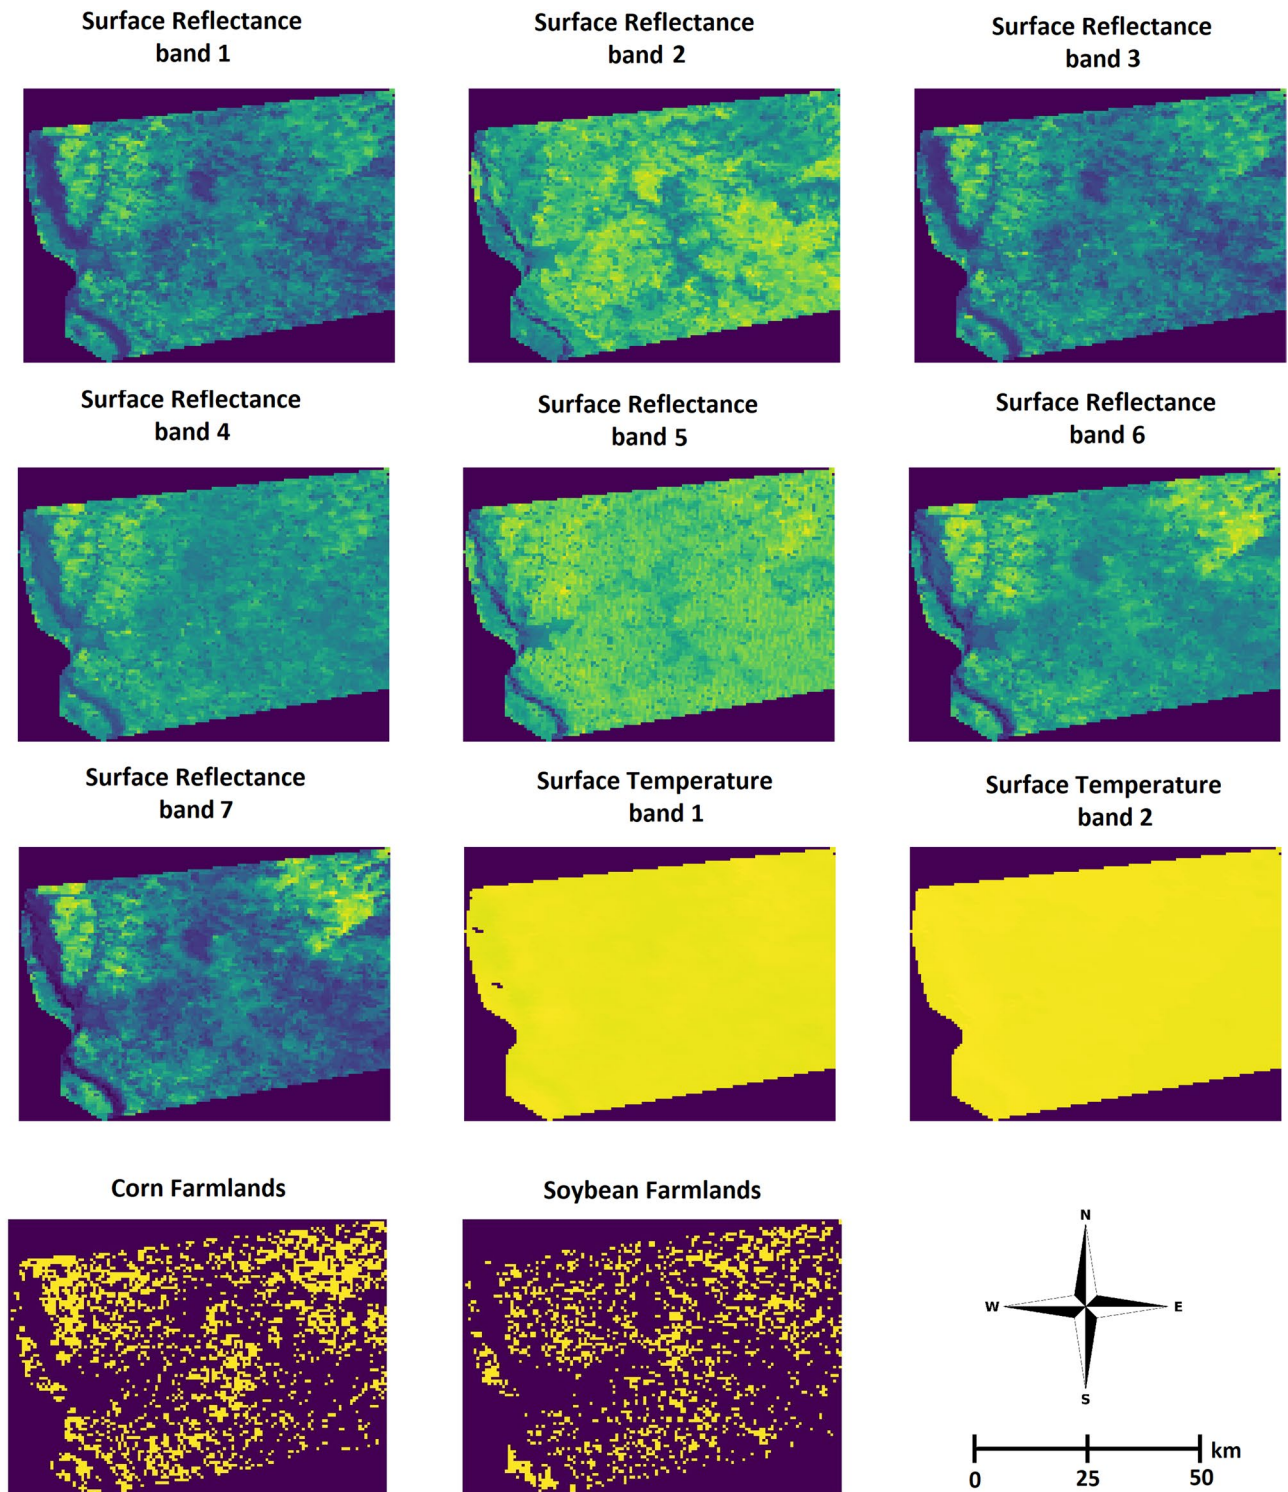 Surface Reflectance
band 1
Surface Reflectance
band 2
Surface Reflectance
band 3
Surface Reflectance
band 4
Surface Reflectance
band 5
Surface Reflectance
band 6
Surface Reflectance
band 7
Surface Temperature
band 1
Surface Temperature
band 2
Corn Farmlands
Soybean Farmlands
N
W E
S
km
0 25 50